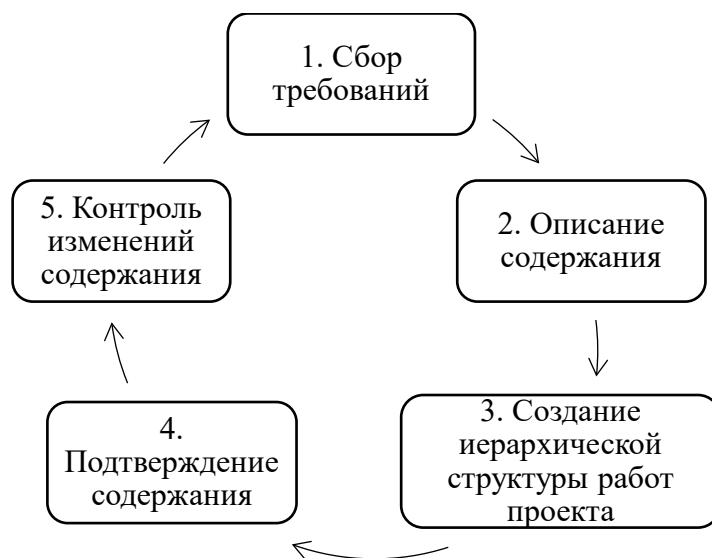 1. Сбор
требований
2. Описание
содержания
3. Создание
иерархической
структуры работ
проекта
4.
Подтверждение
содержания
5. Контроль
изменений
содержания